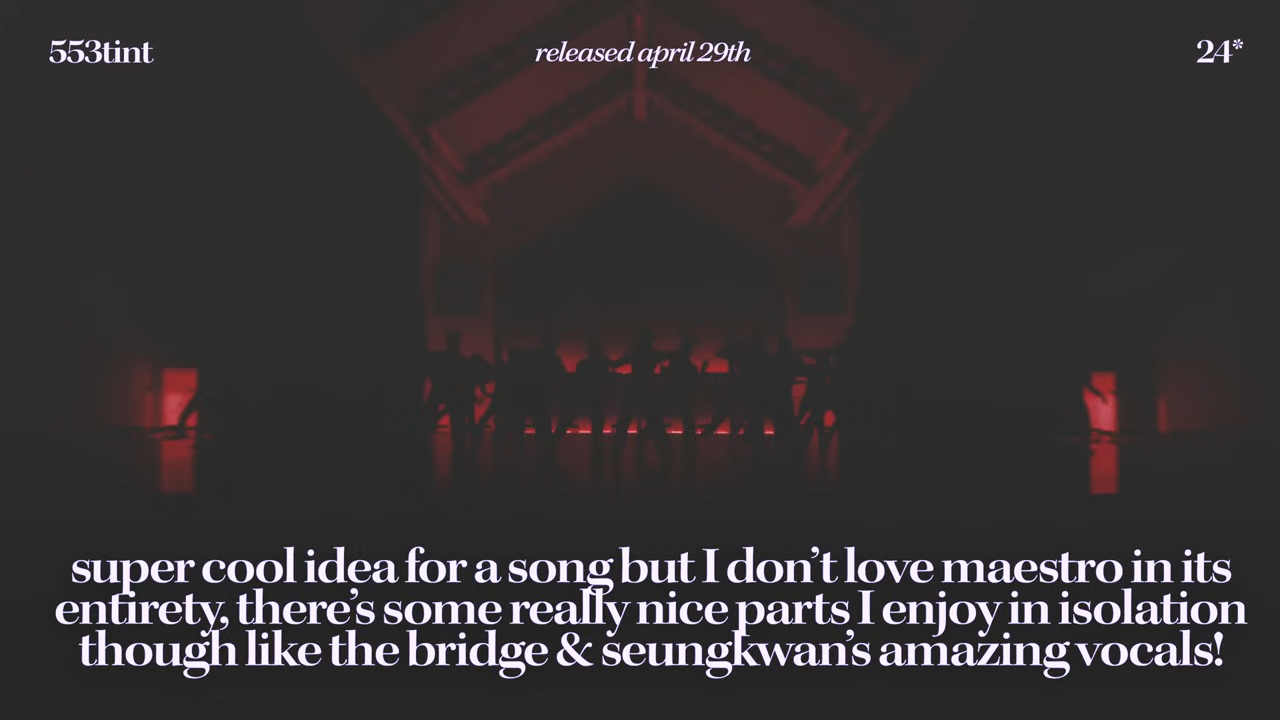 553tint
released april 29th
24*
super cool idea for a song but I don't love maestro in its
entirety, there's some really nice parts I enjoy in isolation
though like the bridge & seungkwan's amazing vocals!